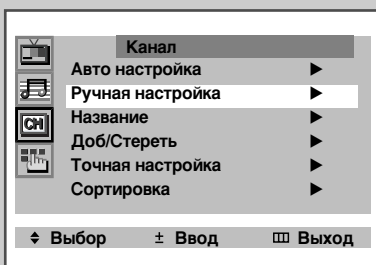 Канал
Авто настройка ▶
Ручная настройка ▶
CH Название ▶
Доб/Стереть ▶
Точная настройка ▶
Сортировка ▶
Выбор ± Ввод Выход